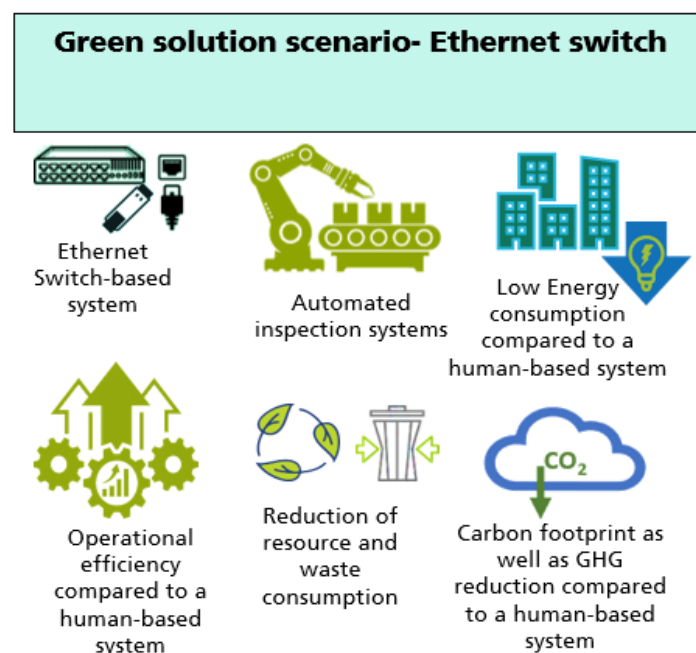 Green solution scenario- Ethernet switch
Ethernet
Switch-based
system
Automated
inspection systems
Low Energy
consumption
compared to a
human-based system
Operational
efficiency
compared to a
human-based
system
Reduction of
resource and
waste
consumption
CO₂
Carbon footprint as
well as GHG
reduction compared
to a human-based
system